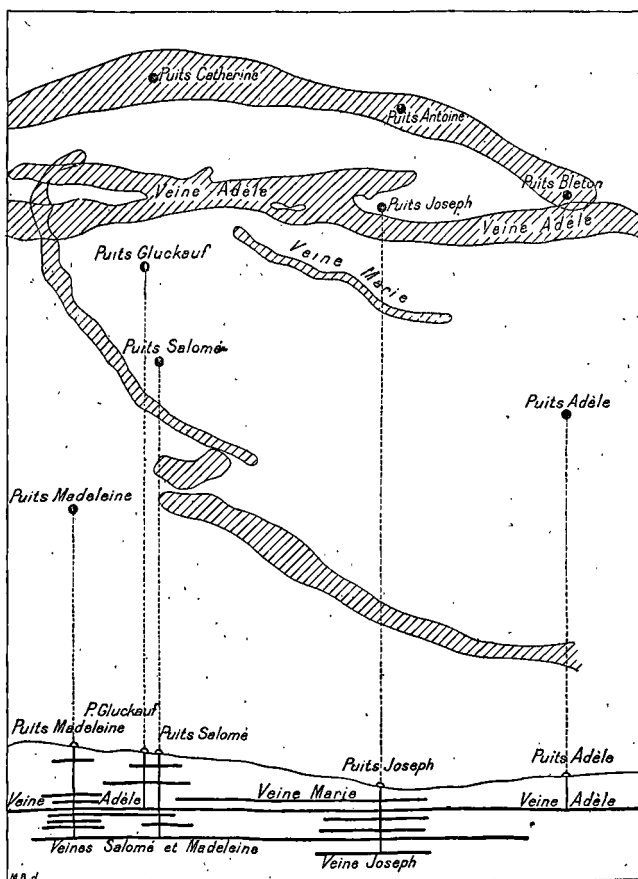 Puits Catherine
Puits Antoine
Veine Adèle
Puits Bleton
Puits Joseph
Veine Adèle
Puits Gluckauf
Veine Marie
Puits Salomé
Puits Adèle
Puits Madeleine
P. Gluckauf
Puits Madeleine
Puits Salomé
Puits Joseph
Puits Adèle
Veine Marie
Veine Adèle
Veine Adèle
Veines Salomé et Madeleine
Veine Joseph